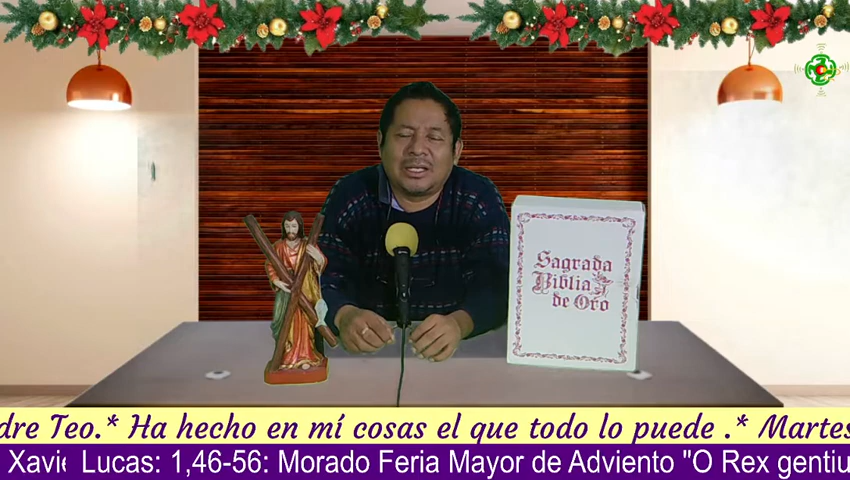 Sagrada
Biblia
de Oro
dre Teo.* Ha hecho en mí cosas el que todo lo puede .* Martes
Xavie Lucas: 1,46-56: Morado Feria Mayor de Adviento "O Rex gentiu